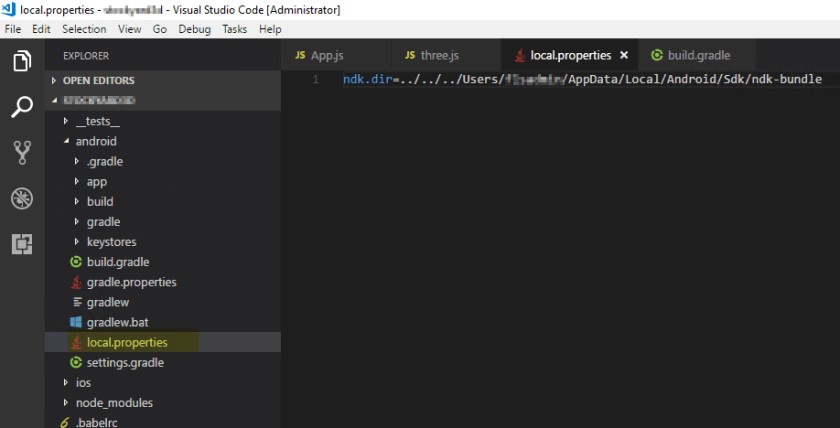 local.properties - - Visual Studio Code [Administrator]
File Edit Selection View Go Debug Tasks Help
EXPLORER
JS App.js JS three.js local.properties × build.gradle
OPEN EDITORS
1 ndk.dir=../../../Users/ /AppData/Local/Android/Sdk/ndk-bundle
__tests__
android
.gradle
app
build
gradle
keystores
build.gradle
gradle.properties
gradlew
gradlew.bat
local.properties
settings.gradle
ios
node_modules
.babelrc